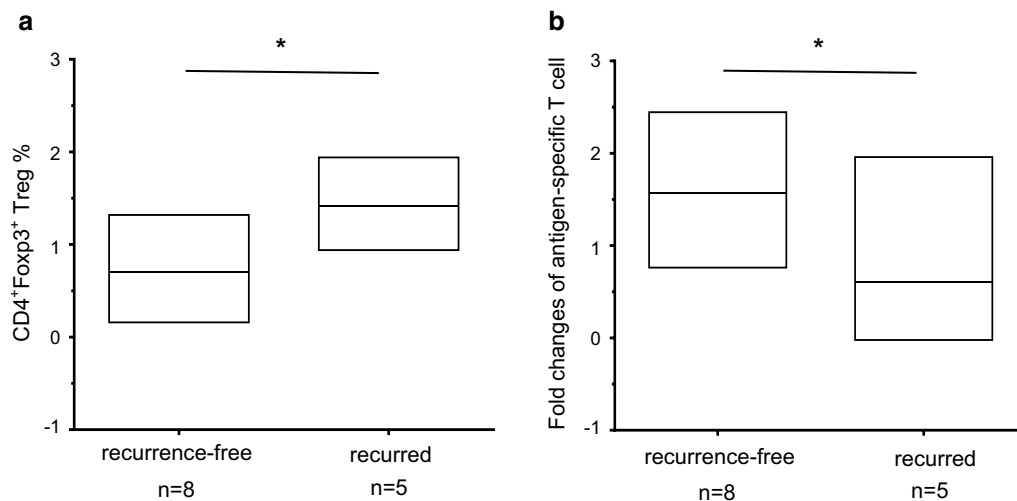 a
*
3
2
1
0
-1
CD4⁺Foxp3⁺ Treg %
recurrence-free
recurred
n=8
n=5
b
*
3
2
1
0
-1
Fold changes of antigen-specific T cell
recurrence-free
recurred
n=8
n=5